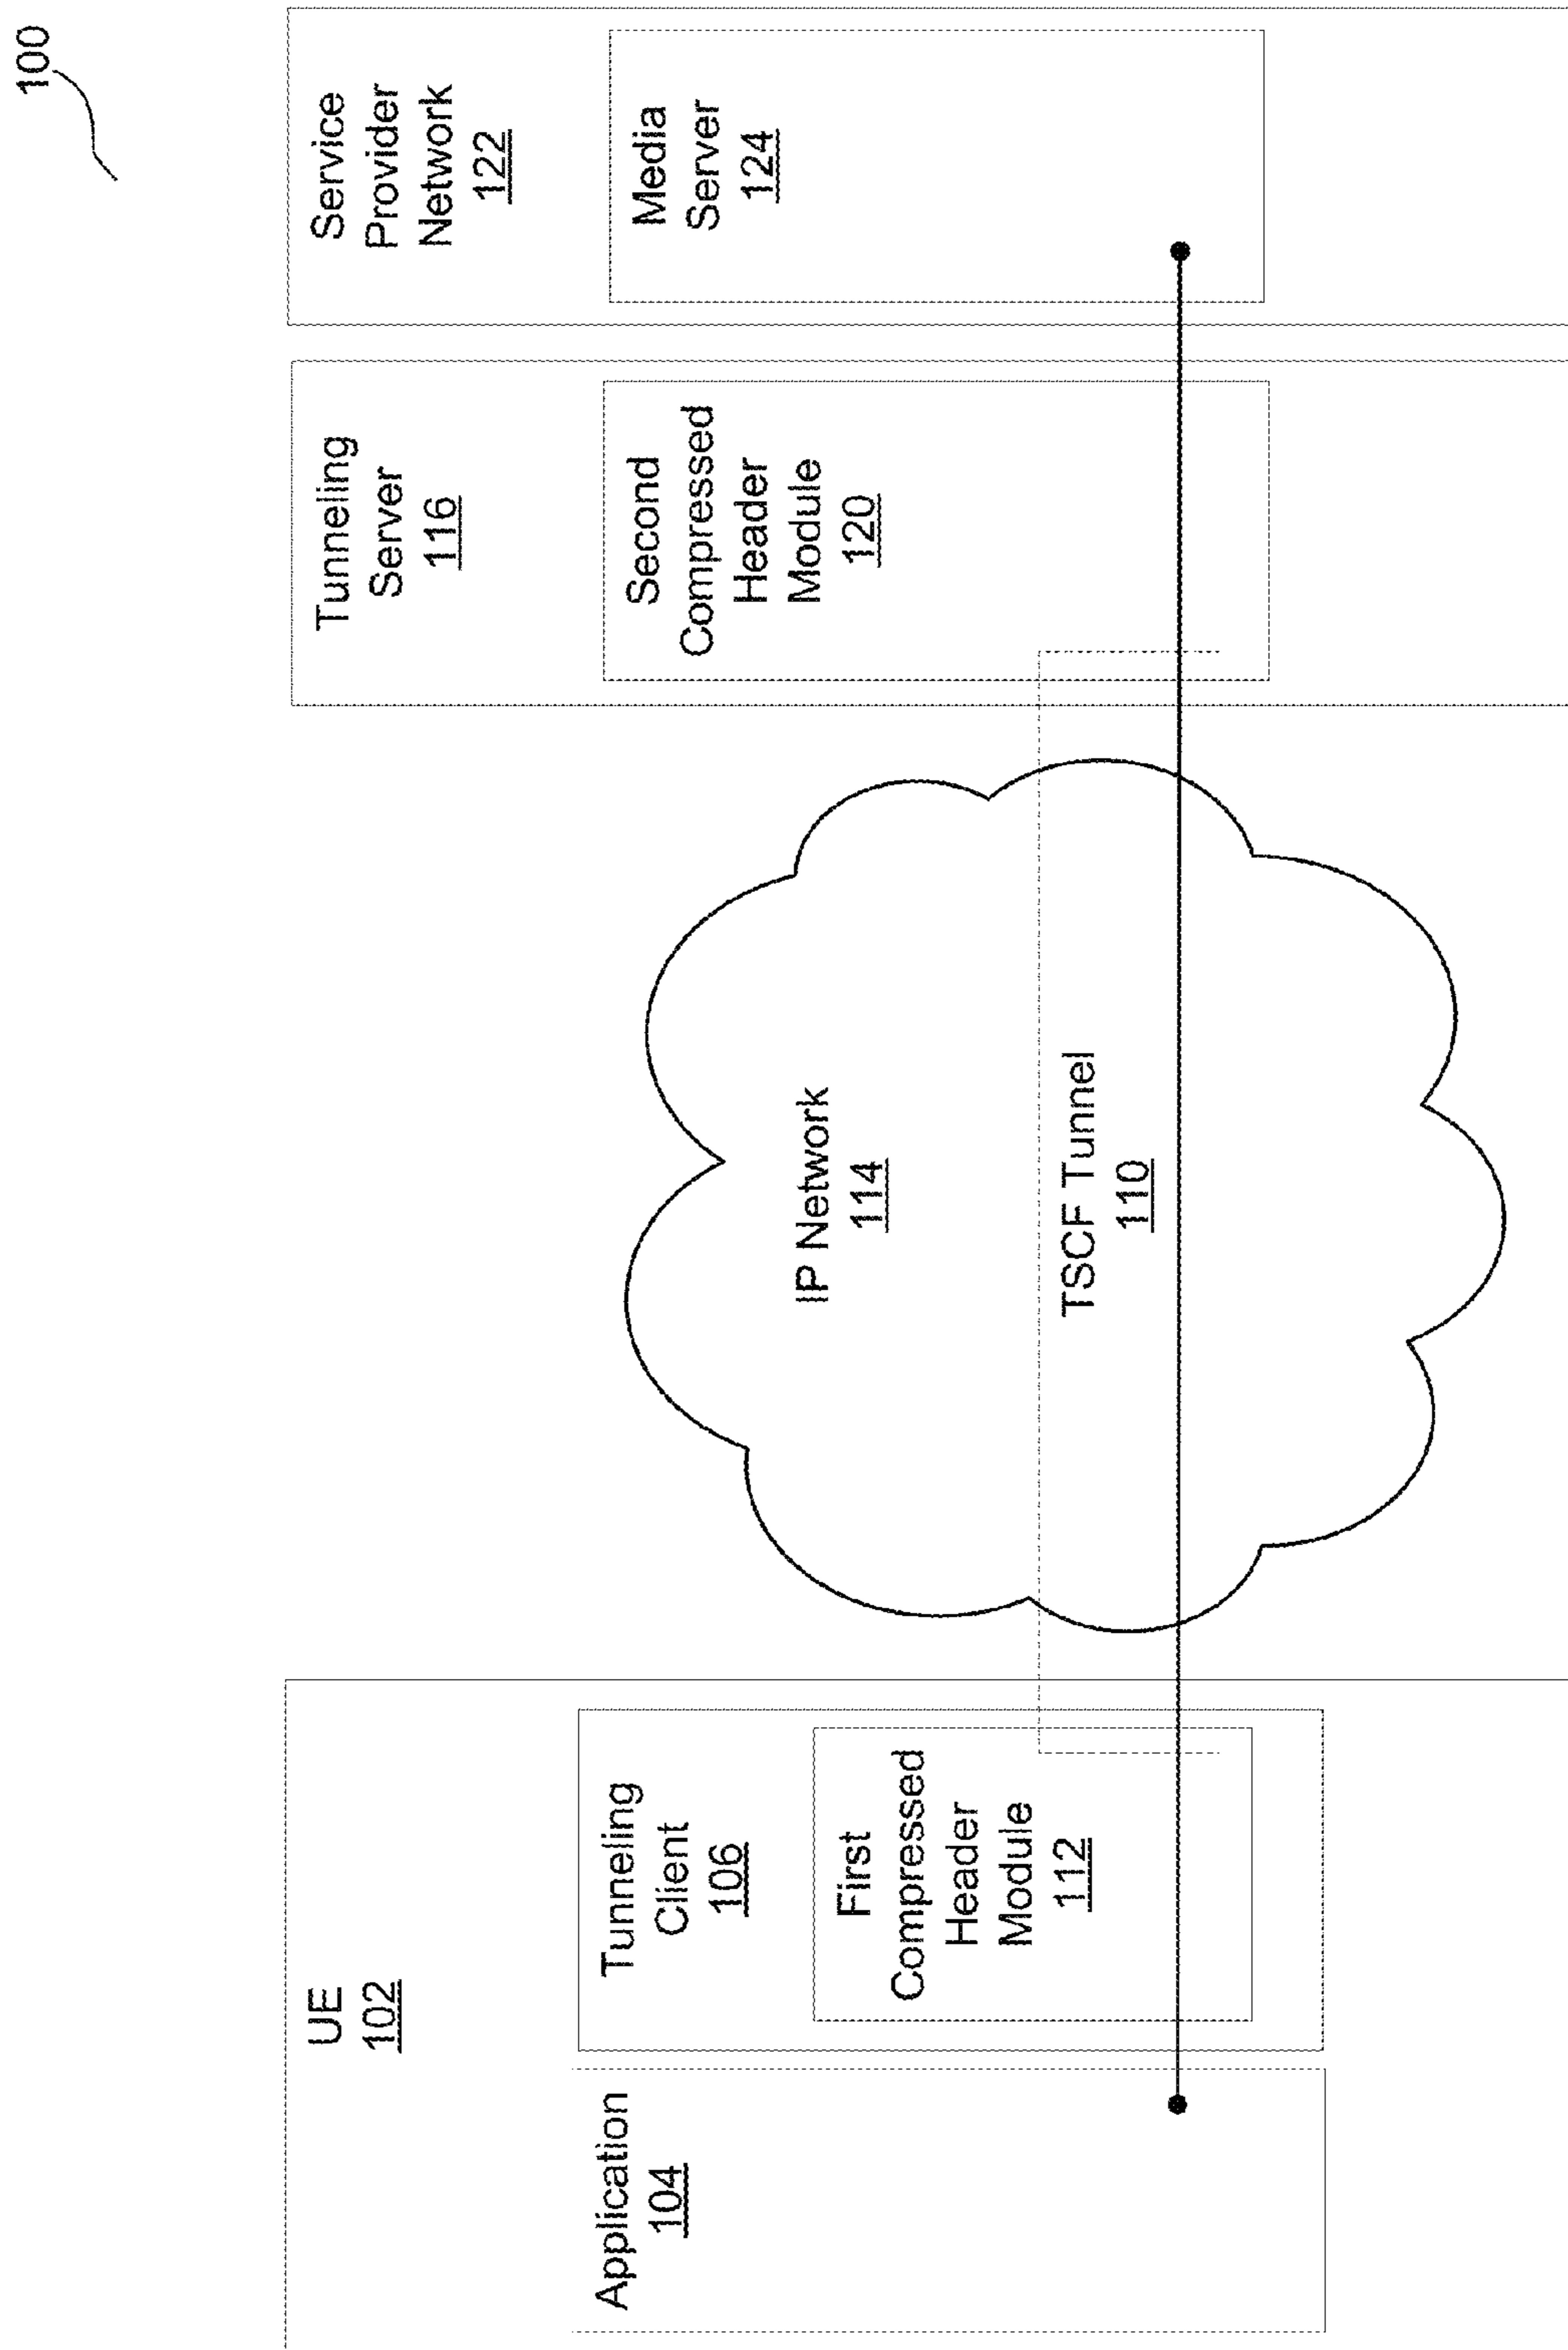 100
UE
102
Application
104
Tunneling
Client
106
First
Compressed
Header
Module
112
IP Network
114
TSCF Tunnel
110
Tunneling
Server
116
Second
Compressed
Header
Module
120
Service
Provider
Network
122
Media
Server
124